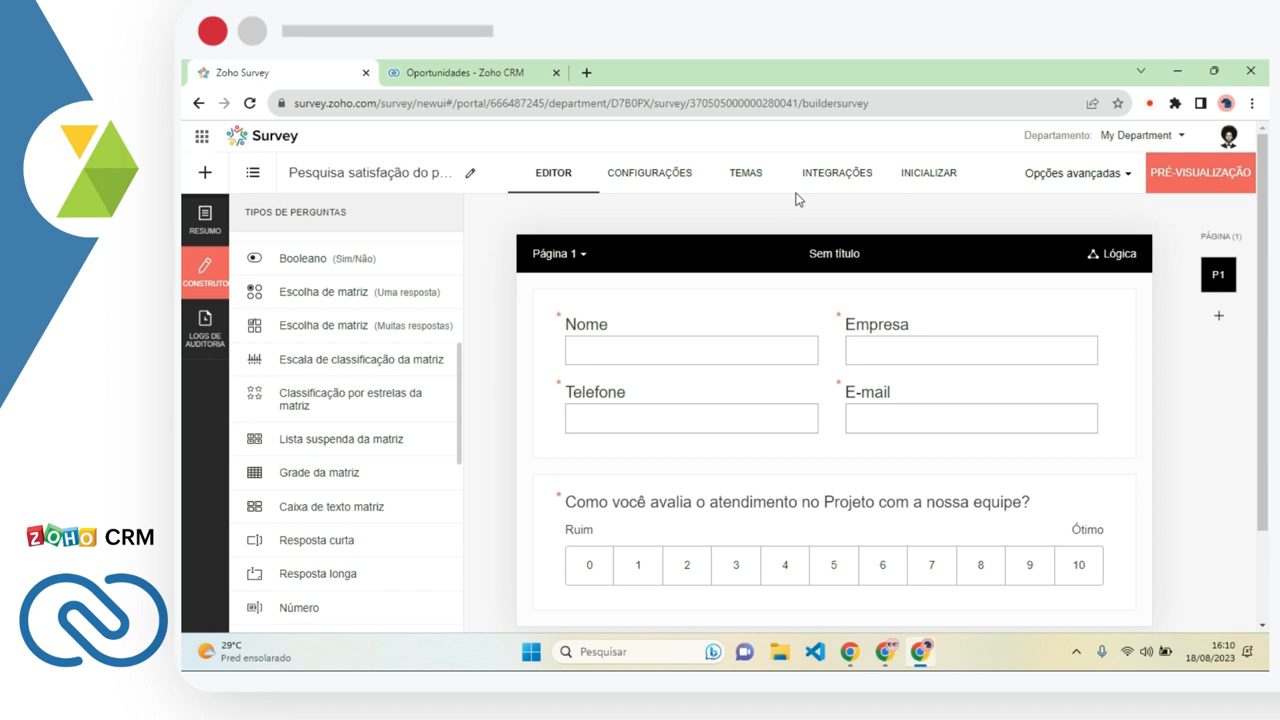 Zoho Survey
Oportunidades - Zoho CRM
survey.zoho.com/survey/newui#/portal/666487245/department/D7B0PX/survey/370505000000280041/buildersurvey
Survey
Departamento: My Department
Pesquisa satisfação do p...
EDITOR
CONFIGURAÇÕES
TEMAS
INTEGRAÇÕES
INICIALIZAR
Opções avançadas
PRÉ-VISUALIZAÇÃO
RESUMO
CONSTRUTO
LOGS DE
AUDITORIA
TIPOS DE PERGUNTAS
Booleano (Sim/Não)
Escolha de matriz (Uma resposta)
Escolha de matriz (Muitas respostas)
Escala de classificação da matriz
Classificação por estrelas da
matriz
Lista suspenda da matriz
Grade da matriz
Caixa de texto matriz
Resposta curta
Resposta longa
Número
Página 1
Sem título
Lógica
* Nome
* Empresa
* Telefone
* E-mail
* Como você avalia o atendimento no Projeto com a nossa equipe?
Ruim
Ótimo
0 1 2 3 4 5 6 7 8 9 10
PÁGINA (1)
P1
ZOHO CRM
29°C
Pred ensolarado
Pesquisar
16:10
18/08/2023